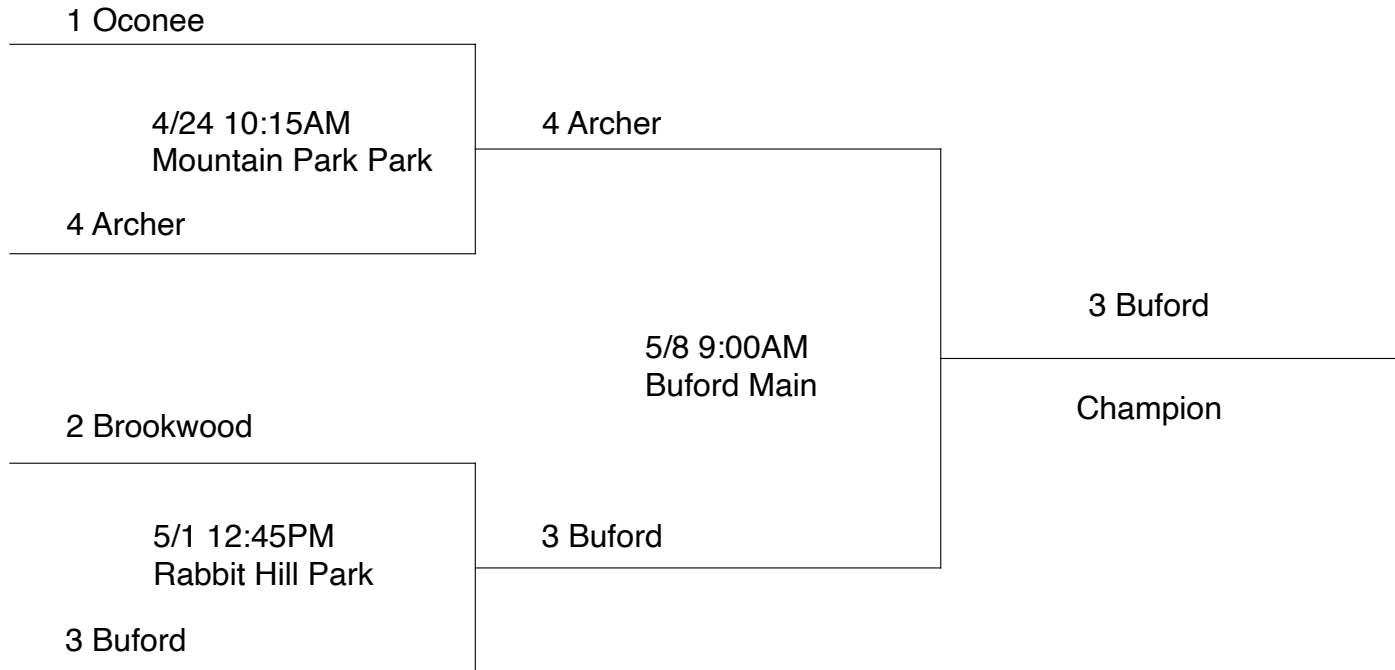 1 Oconee
4/24 10:15AM
Mountain Park Park
4 Archer
4 Archer
5/8 9:00AM
Buford Main
3 Buford
Champion
2 Brookwood
5/1 12:45PM
Rabbit Hill Park
3 Buford
3 Buford